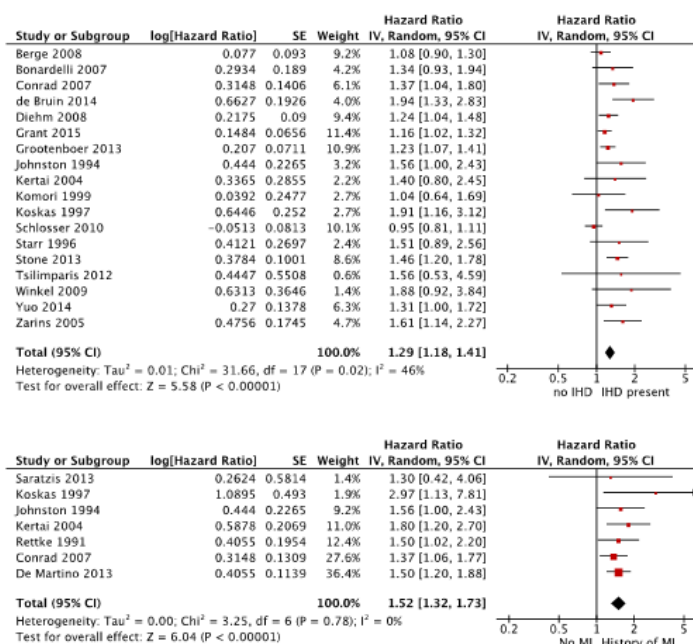 Hazard Ratio Hazard Ratio
Study or Subgroup log[Hazard Ratio] SE Weight IV, Random, 95% CI IV, Random, 95% CI
Berge 2008 0.077 0.093 9.2% 1.08 [0.90, 1.30]
Bonardelli 2007 0.2934 0.189 4.2% 1.34 [0.93, 1.94]
Conrad 2007 0.3148 0.1406 6.1% 1.37 [1.04, 1.80]
de Bruin 2014 0.6627 0.1926 4.0% 1.94 [1.33, 2.83]
Diehm 2008 0.2175 0.09 9.4% 1.24 [1.04, 1.48]
Grant 2015 0.1484 0.0656 11.4% 1.16 [1.02, 1.32]
Grootenboer 2013 0.207 0.0711 10.9% 1.23 [1.07, 1.41]
Johnston 1994 0.444 0.2265 3.2% 1.56 [1.00, 2.43]
Kertai 2004 0.3365 0.2855 2.2% 1.40 [0.80, 2.45]
Komori 1999 0.0392 0.2477 2.7% 1.04 [0.64, 1.69]
Koskas 1997 0.6446 0.252 2.7% 1.91 [1.16, 3.12]
Schlosser 2010 -0.0513 0.0813 10.1% 0.95 [0.81, 1.11]
Starr 1996 0.4121 0.2697 2.4% 1.51 [0.89, 2.56]
Stone 2013 0.3784 0.1001 8.6% 1.46 [1.20, 1.78]
Tsilimparis 2012 0.4447 0.5508 0.6% 1.56 [0.53, 4.59]
Winkel 2009 0.6313 0.3646 1.4% 1.88 [0.92, 3.84]
Yuo 2014 0.27 0.1378 6.3% 1.31 [1.00, 1.72]
Zarins 2005 0.4756 0.1745 4.7% 1.61 [1.14, 2.27]
Total (95% CI) 100.0% 1.29 [1.18, 1.41]
Heterogeneity: Tau² = 0.01; Chi² = 31.66, df = 17 (P = 0.02); I² = 46%
Test for overall effect: Z = 5.58 (P < 0.00001)
0.2 0.5 1 2 5
no IHD IHD present
Hazard Ratio Hazard Ratio
Study or Subgroup log[Hazard Ratio] SE Weight IV, Random, 95% CI IV, Random, 95% CI
Saratzis 2013 0.2624 0.5814 1.4% 1.30 [0.42, 4.06]
Koskas 1997 1.0895 0.493 1.9% 2.97 [1.13, 7.81]
Johnston 1994 0.444 0.2265 9.2% 1.56 [1.00, 2.43]
Kertai 2004 0.5878 0.2069 11.0% 1.80 [1.20, 2.70]
Rettke 1991 0.4055 0.1954 12.4% 1.50 [1.02, 2.20]
Conrad 2007 0.3148 0.1309 27.6% 1.37 [1.06, 1.77]
De Martino 2013 0.4055 0.1139 36.4% 1.50 [1.20, 1.88]
Total (95% CI) 100.0% 1.52 [1.32, 1.73]
Heterogeneity: Tau² = 0.00; Chi² = 3.25, df = 6 (P = 0.78); I² = 0%
Test for overall effect: Z = 6.04 (P < 0.00001)
0.2 0.5 1 2 5
No MI History of MI